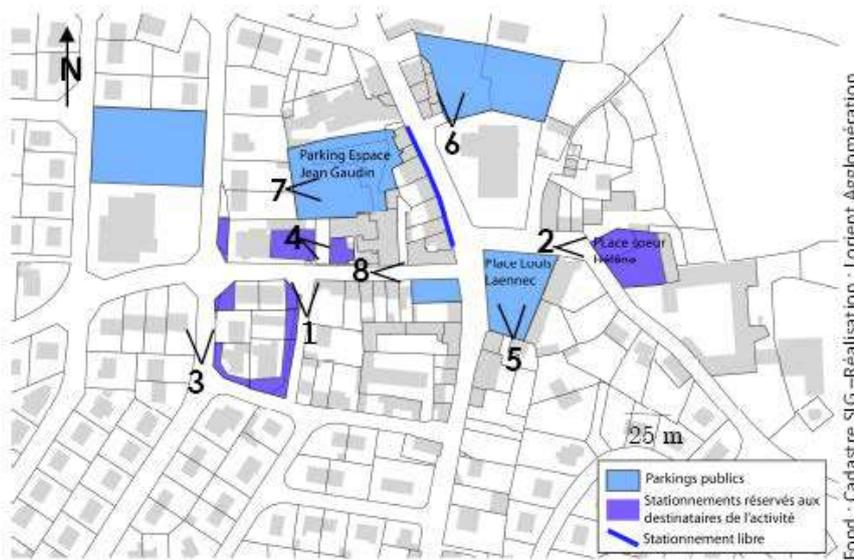 N
6
Parking Espace
Jean Gaudin
7
4
2
Place Soeur
Hélène
8
Place Louis
Laennec
1
5
3
25 m
Parkings publics
Stationnements réservés aux
destinataires de l'activité
Stationnement libre
Fond : Cadastre SIG -Réalisation : Lorient Agglomération